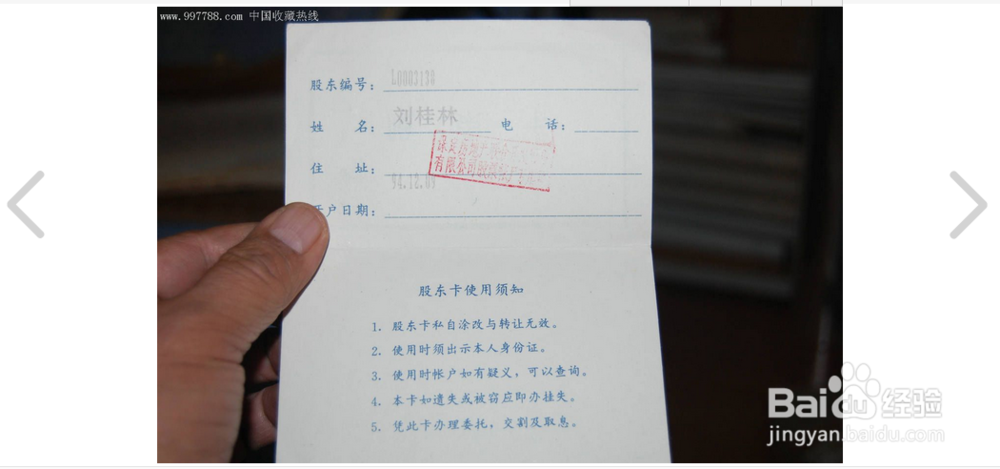 www.997788.com 中国收藏热线
股东编号：
姓 名：刘桂林 电 话：
住 址：
开户日期：
股东卡使用须知
1. 股东卡私自涂改与转让无效。
2. 使用时须出示本人身份证。
3. 使用时帐户如有疑义，可以查询。
4. 本卡如遗失或被窃应即办挂失。
5. 凭此卡办理委托，交割及取息。
Baidu 经验
jingyan.baidu.com